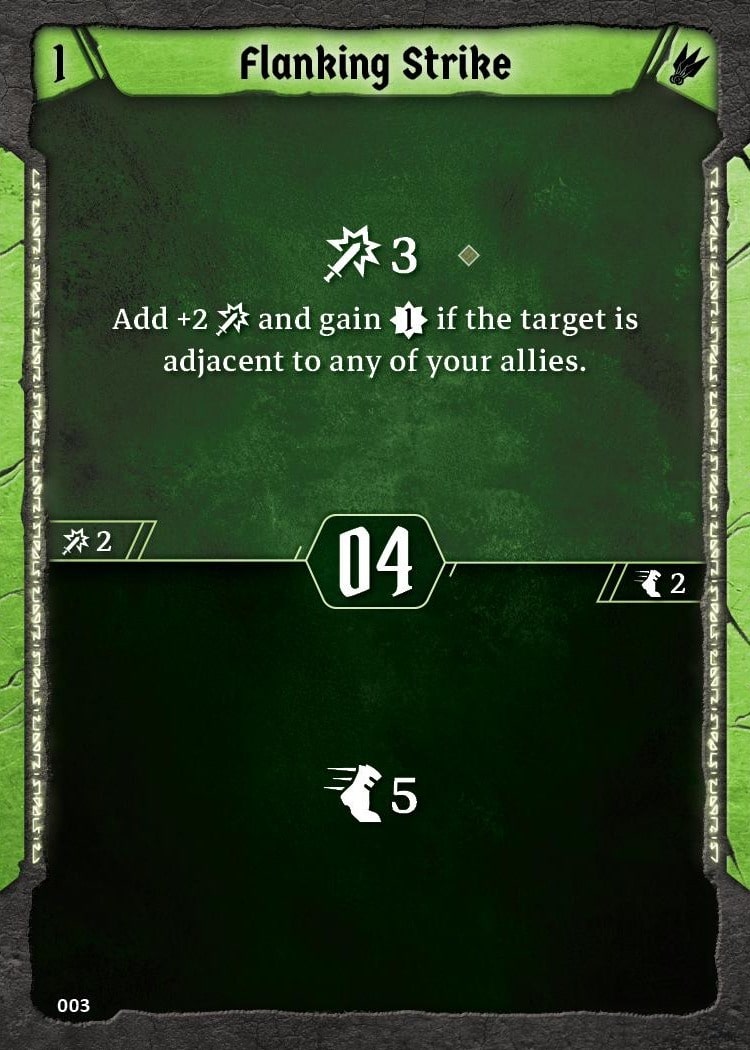 1
Flanking Strike
3
Add +2 and gain 1 if the target is
adjacent to any of your allies.
2
04
2
5
003